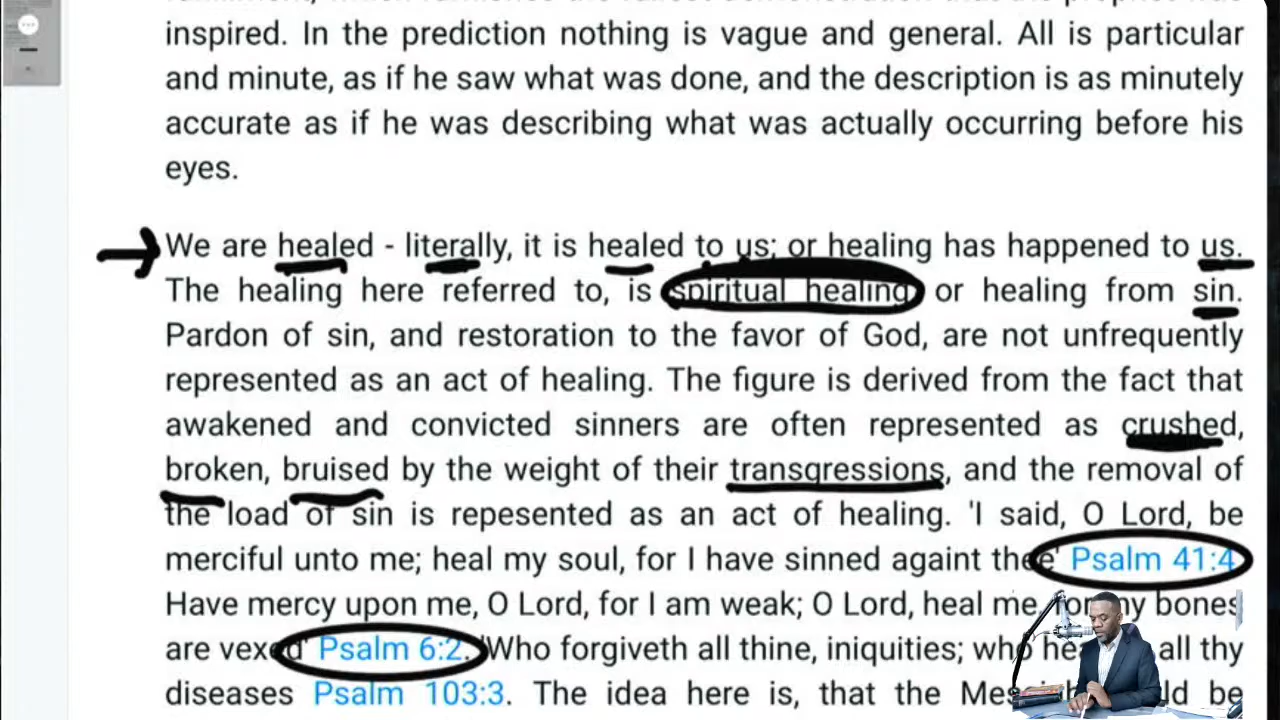 inspired. In the prediction nothing is vague and general. All is particular
and minute, as if he saw what was done, and the description is as minutely
accurate as if he was describing what was actually occurring before his
eyes.
We are healed - literally, it is healed to us; or healing has happened to us.
The healing here referred to, is spiritual healing or healing from sin.
Pardon of sin, and restoration to the favor of God, are not unfrequently
represented as an act of healing. The figure is derived from the fact that
awakened and convicted sinners are often represented as crushed,
broken, bruised by the weight of their transgressions, and the removal of
the load of sin is repesented as an act of healing. 'I said, O Lord, be
merciful unto me; heal my soul, for I have sinned againt thee' Psalm 41:4
Have mercy upon me, O Lord, for I am weak; O Lord, heal me, my bones
are vexed' Psalm 6:2. 'Who forgiveth all thine, iniquities; who all thy
diseases Psalm 103:3. The idea here is, that the be